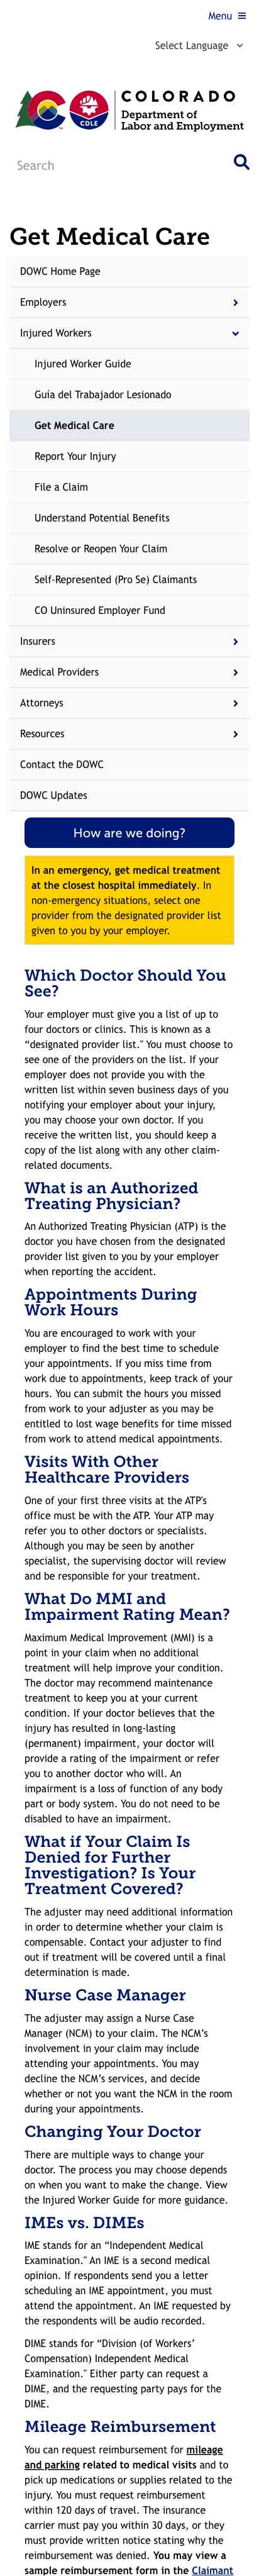 Menu
Select Language
CDLE
COLORADO
Department of
Labor and Employment
Search
Get Medical Care
DOWC Home Page
Employers
Injured Workers
Injured Worker Guide
Guía del Trabajador Lesionado
Get Medical Care
Report Your Injury
File a Claim
Understand Potential Benefits
Resolve or Reopen Your Claim
Self-Represented (Pro Se) Claimants
CO Uninsured Employer Fund
Insurers
Medical Providers
Attorneys
Resources
Contact the DOWC
DOWC Updates
How are we doing?
In an emergency, get medical treatment
at the closest hospital immediately. In
non-emergency situations, select one
provider from the designated provider list
given to you by your employer.
Which Doctor Should You
See?
Your employer must give you a list of up to
four doctors or clinics. This is known as a
“designated provider list." You must choose to
see one of the providers on the list. If your
employer does not provide you with the
written list within seven business days of you
notifying your employer about your injury,
you may choose your own doctor. If you
receive the written list, you should keep a
copy of the list along with any other claim-
related documents.
What is an Authorized
Treating Physician?
An Authorized Treating Physician (ATP) is the
doctor you have chosen from the designated
provider list given to you by your employer
when reporting the accident.
Appointments During
Work Hours
You are encouraged to work with your
employer to find the best time to schedule
your appointments. If you miss time from
work due to appointments, keep track of your
hours. You can submit the hours you missed
from work to your adjuster as you may be
entitled to lost wage benefits for time missed
from work to attend medical appointments.
Visits With Other
Healthcare Providers
One of your first three visits at the ATP's
office must be with the ATP. Your ATP may
refer you to other doctors or specialists.
Although you may be seen by another
specialist, the supervising doctor will review
and be responsible for your treatment.
What Do MMI and
Impairment Rating Mean?
Maximum Medical Improvement (MMI) is a
point in your claim when no additional
treatment will help improve your condition.
The doctor may recommend maintenance
treatment to keep you at your current
condition. If your doctor believes that the
injury has resulted in long-lasting
(permanent) impairment, your doctor will
provide a rating of the impairment or refer
you to another doctor who will. An
impairment is a loss of function of any body
part or body system. You do not need to be
disabled to have an impairment.
What if Your Claim Is
Denied for Further
Investigation? Is Your
Treatment Covered?
The adjuster may need additional information
in order to determine whether your claim is
compensable. Contact your adjuster to find
out if treatment will be covered until a final
determination is made.
Nurse Case Manager
The adjuster may assign a Nurse Case
Manager (NCM) to your claim. The NCM’s
involvement in your claim may include
attending your appointments. You may
decline the NCM’s services, and decide
whether or not you want the NCM in the room
during your appointments.
Changing Your Doctor
There are multiple ways to change your
doctor. The process you may choose depends
on when you want to make the change. View
the Injured Worker Guide for more guidance.
IMEs vs. DIMEs
IME stands for an “Independent Medical
Examination." An IME is a second medical
opinion. If respondents send you a letter
scheduling an IME appointment, you must
attend the appointment. An IME requested by
the respondents will be audio recorded.
DIME stands for “Division (of Workers’
Compensation) Independent Medical
Examination." Either party can request a
DIME, and the requesting party pays for the
DIME.
Mileage Reimbursement
You can request reimbursement for mileage
and parking related to medical visits and to
pick up medications or supplies related to the
injury. You must request reimbursement
within 120 days of travel. The insurance
carrier must pay you within 30 days, or they
must provide written notice stating why the
reimbursement was denied. You may view a
sample reimbursement form in the Claimant